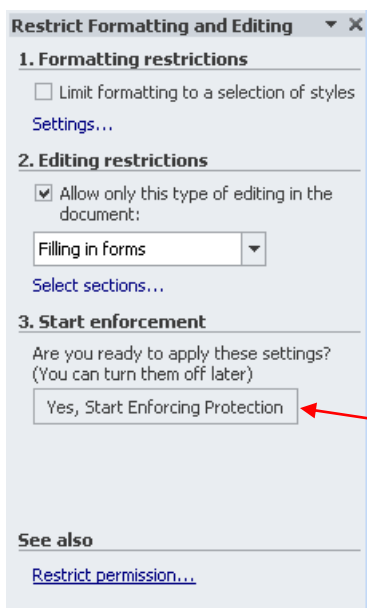 Restrict Formatting and Editing
1. Formatting restrictions
Limit formatting to a selection of styles
Settings...
2. Editing restrictions
Allow only this type of editing in the
document:
Filling in forms
Select sections...
3. Start enforcement
Are you ready to apply these settings?
(You can turn them off later)
Yes, Start Enforcing Protection
See also
Restrict permission...